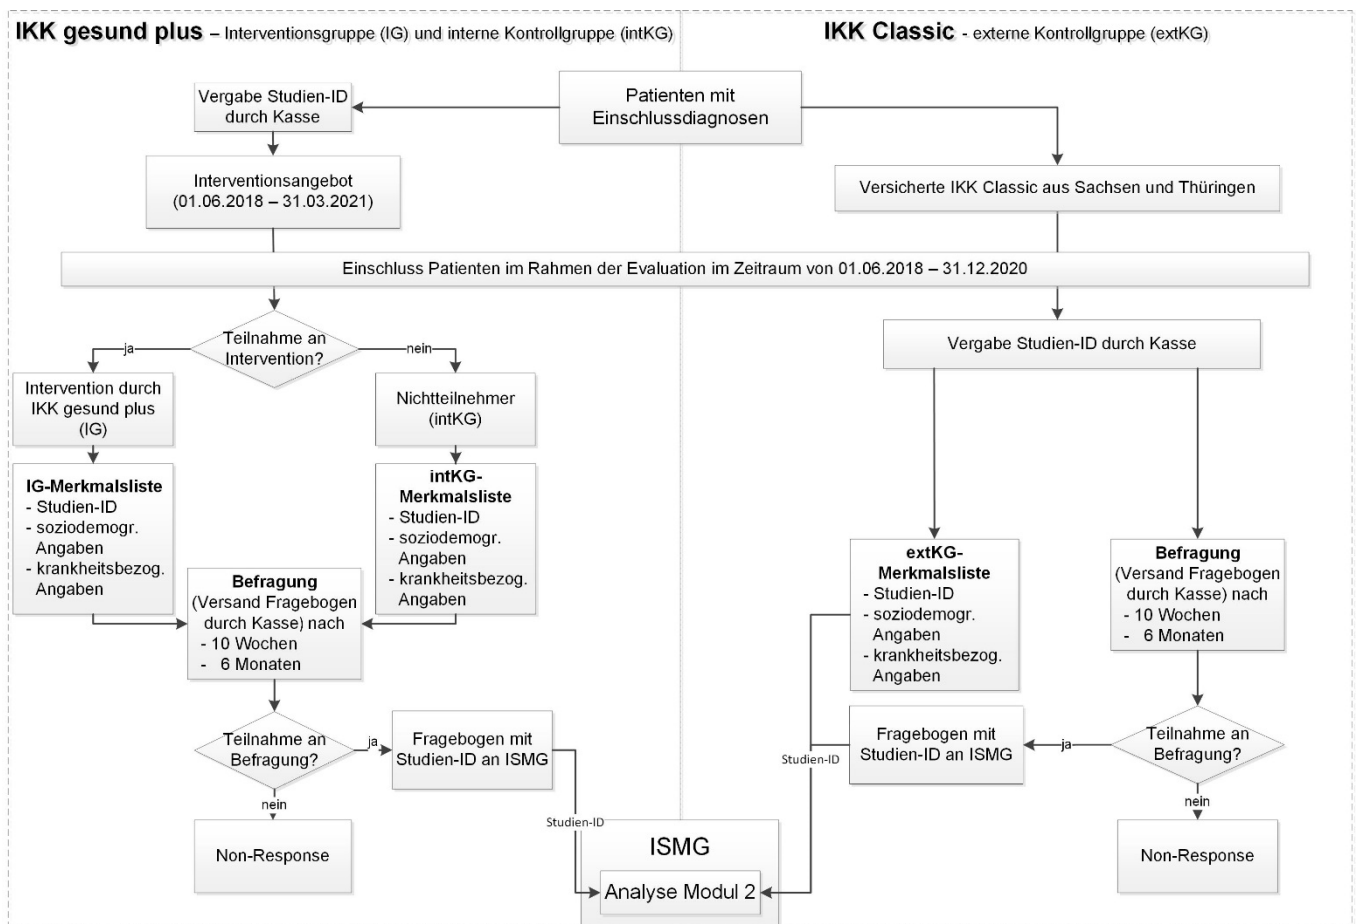 IKK gesund plus – Interventionsgruppe (IG) und interne Kontrollgruppe (intKG)
IKK Classic - externe Kontrollgruppe (extKG)
Patienten mit
Einschlussdiagnosen
Vergabe Studien-ID
durch Kasse
Interventionsangebot
(01.06.2018 – 31.03.2021)
Versicherte IKK Classic aus Sachsen und Thüringen
Einschluss Patienten im Rahmen der Evaluation im Zeitraum von 01.06.2018 – 31.12.2020
Teilnahme an
Intervention?
ja
nein
Intervention durch
IKK gesund plus
(IG)
Nichtteilnehmer
(intKG)
IG-Merkmalsliste
- Studien-ID
- soziodemogr.
Angaben
- krankheitsbezog.
Angaben
intKG-
Merkmalsliste
- Studien-ID
- soziodemogr.
Angaben
- krankheitsbezog.
Angaben
Befragung
(Versand Fragebogen
durch Kasse) nach
- 10 Wochen
- 6 Monaten
Teilnahme an
Befragung?
ja
nein
Fragebogen mit
Studien-ID an ISMG
Non-Response
Studien-ID
Vergabe Studien-ID durch Kasse
extKG-
Merkmalsliste
- Studien-ID
- soziodemogr.
Angaben
- krankheitsbezog.
Angaben
Befragung
(Versand Fragebogen
durch Kasse) nach
- 10 Wochen
- 6 Monaten
Teilnahme an
Befragung?
ja
nein
Fragebogen mit
Studien-ID an ISMG
Non-Response
Studien-ID
ISMG
Analyse Modul 2